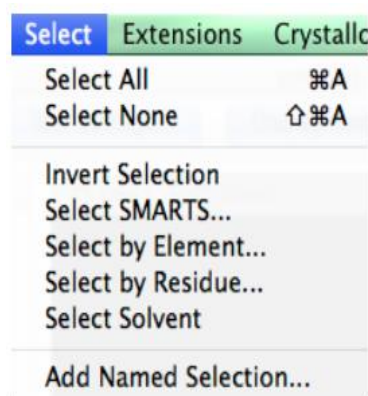 Select Extensions Crystallo
Select All ⌘A
Select None ⇧⌘A
Invert Selection
Select SMARTS...
Select by Element...
Select by Residue...
Select Solvent
Add Named Selection...